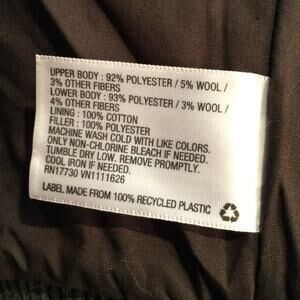 UPPER BODY : 92% POLYESTER / 5% WOOL /
3% OTHER FIBERS
LOWER BODY : 93% POLYESTER / 3% WOOL /
4% OTHER FIBERS
LINING : 100% COTTON
FILLER : 100% POLYESTER
MACHINE WASH COLD WITH LIKE COLORS.
ONLY NON-CHLORINE BLEACH IF NEEDED.
TUMBLE DRY LOW. REMOVE PROMPTLY.
COOL IRON IF NEEDED.
RN17730 VN1111626
LABEL MADE FROM 100% RECYCLED PLASTIC